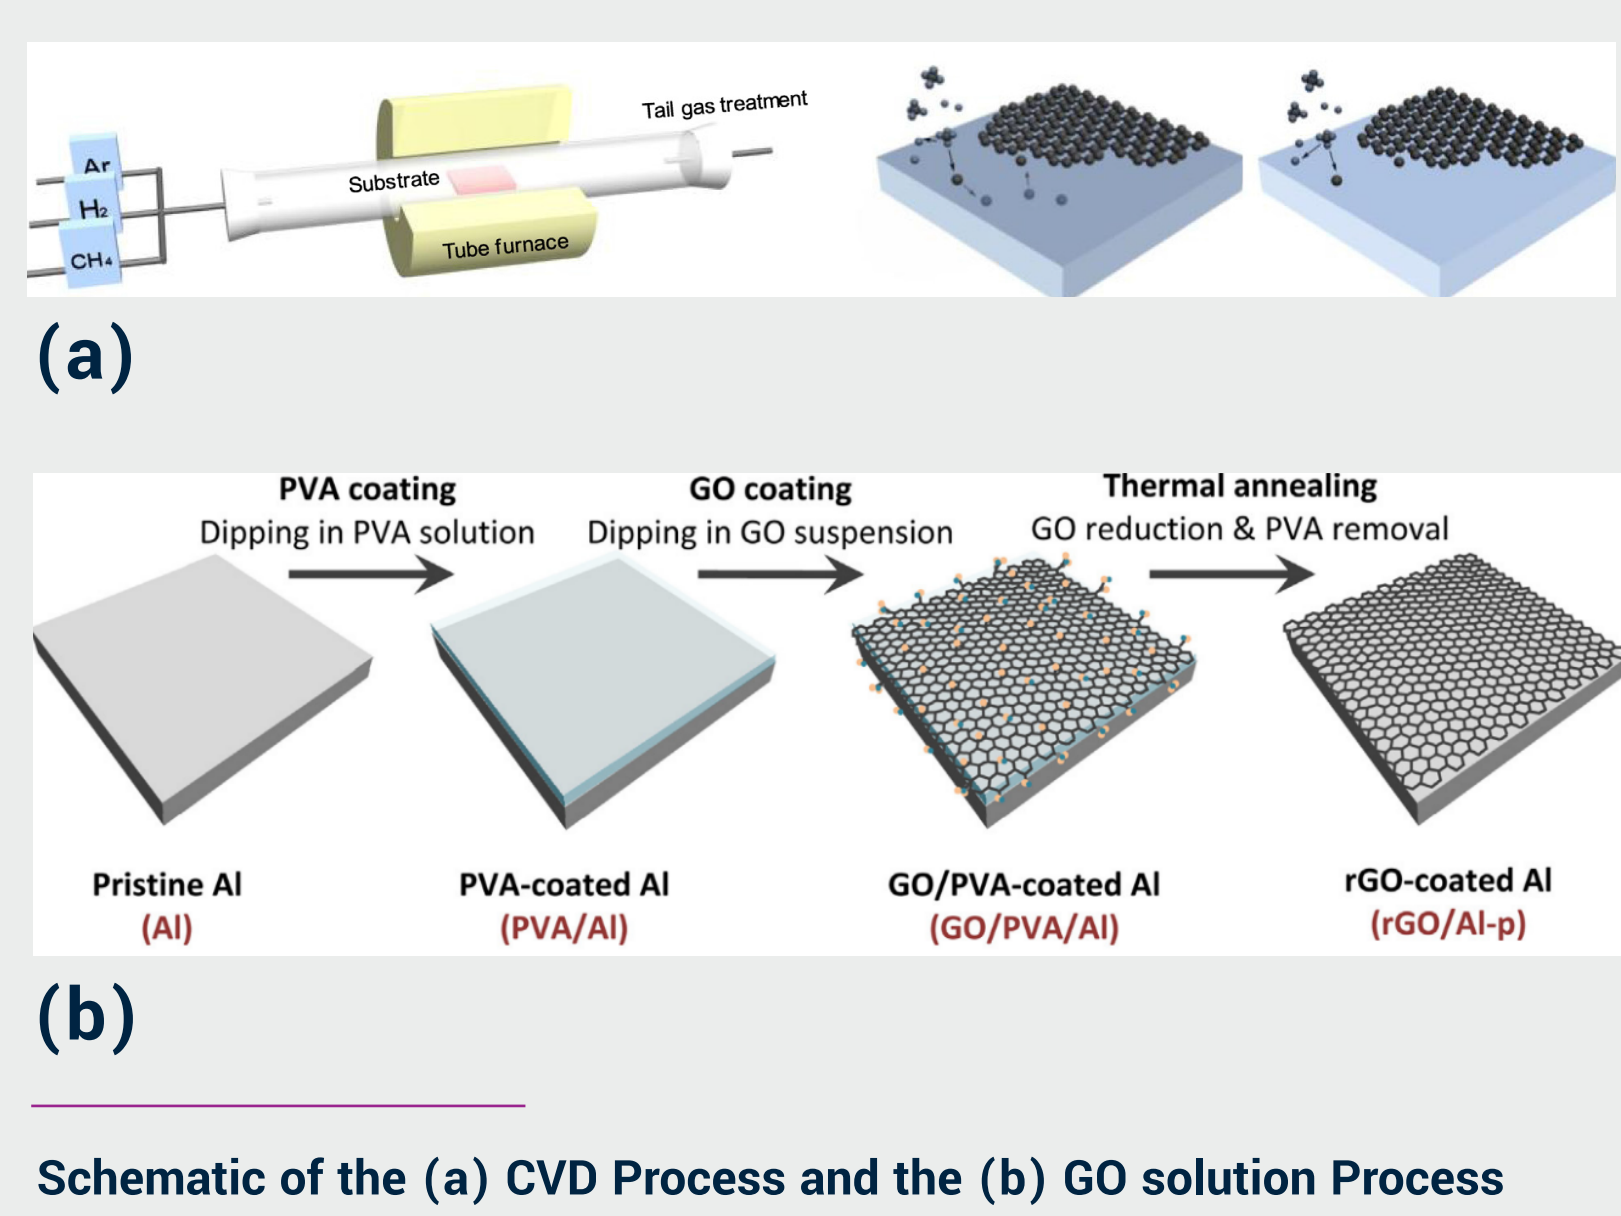 Ar
H₂
CH₄
Substrate
Tube furnace
Tail gas treatment
(a)
PVA coating
Dipping in PVA solution
GO coating
Dipping in GO suspension
Thermal annealing
GO reduction & PVA removal
Pristine Al
(Al)
PVA-coated Al
(PVA/Al)
GO/PVA-coated Al
(GO/PVA/Al)
rGO-coated Al
(rGO/Al-p)
(b)
Schematic of the (a) CVD Process and the (b) GO solution Process